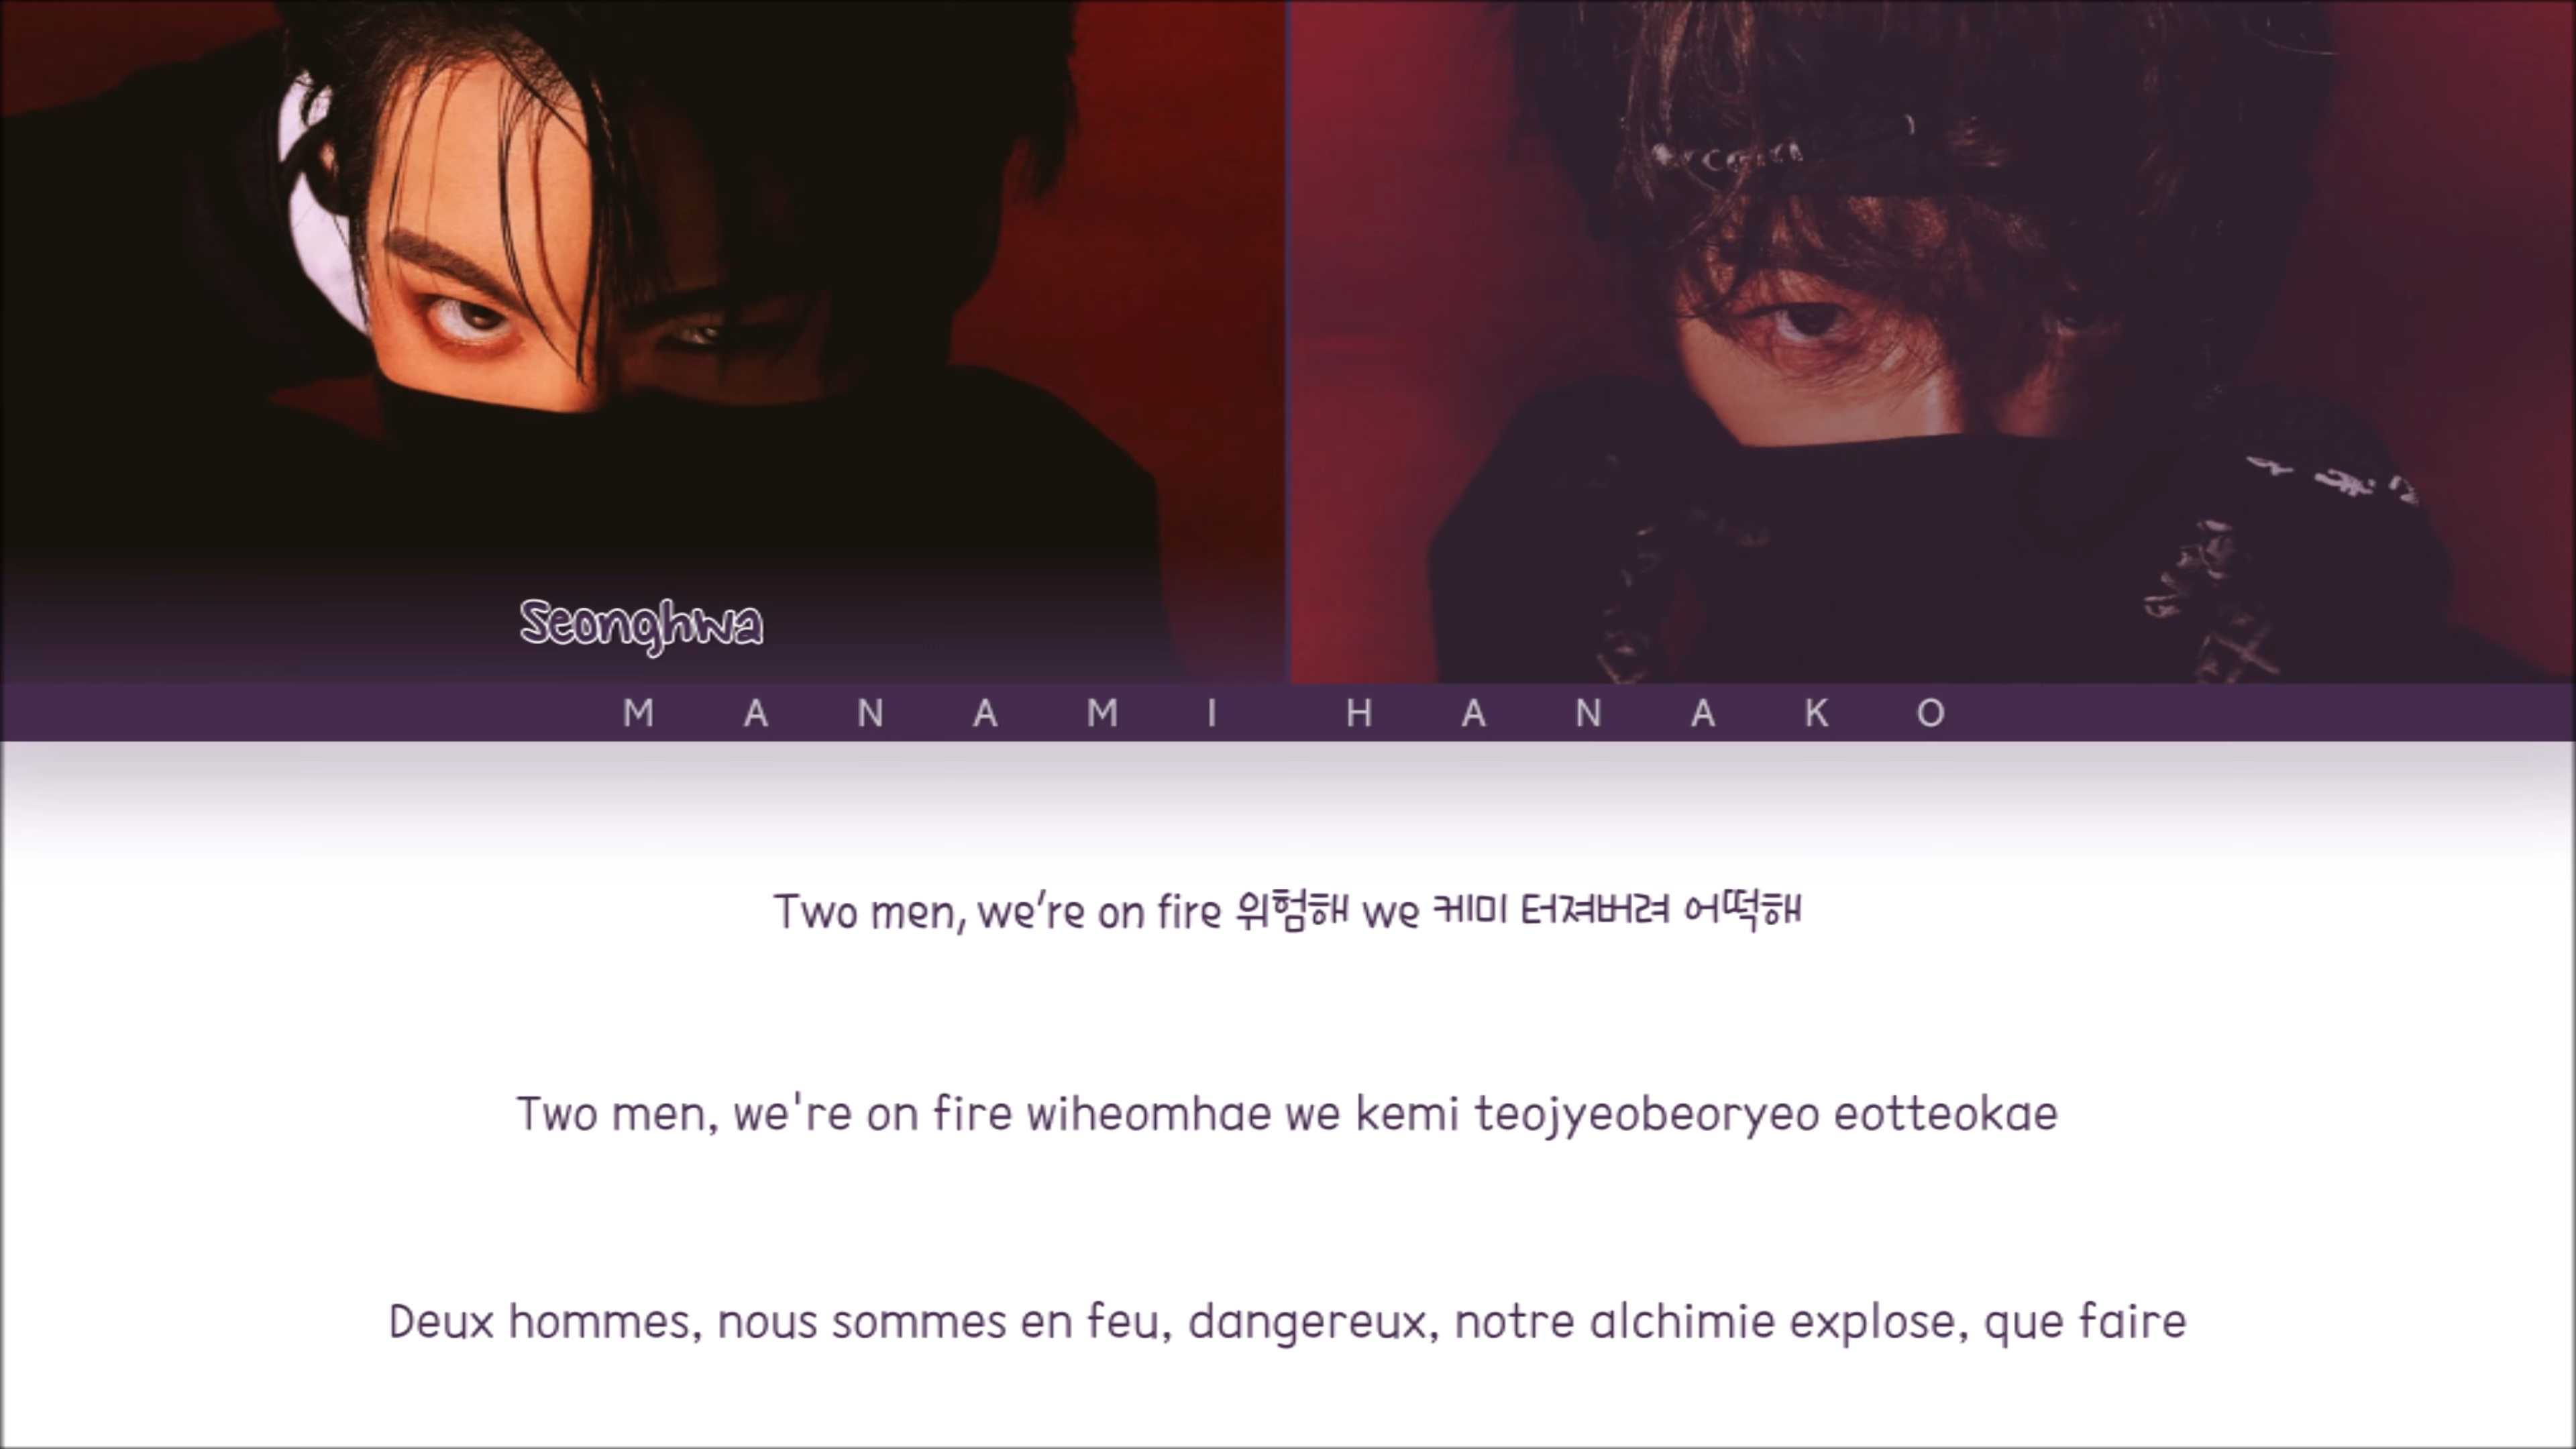 Seonghwa
MANAMI HANAKO
Two men, we’re on fire 위험해 we 케미 터져버려 어떡해
Two men, we're on fire wiheomhae we kemi teojyeobeoryeo eotteokae
Deux hommes, nous sommes en feu, dangereux, notre alchimie explose, que faire